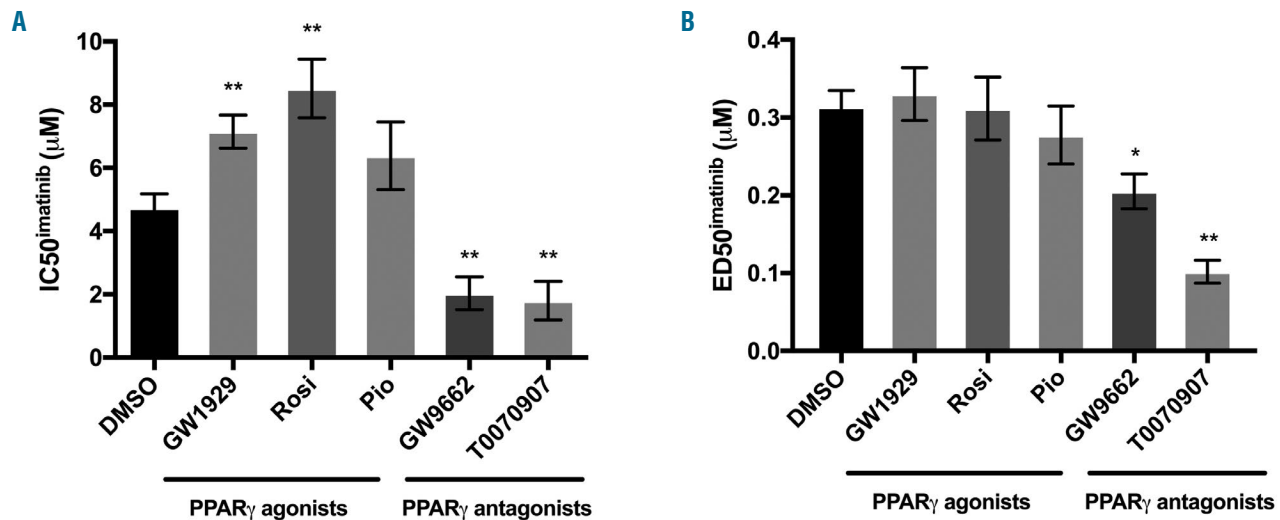 A
IC50imatinib (μM)
10
8
6
4
2
0
**
**
**
**
DMSO
GW1929
Rosi
Pio
GW9662
T0070907
PPARγ agonists
PPARγ antagonists
B
ED50imatinib (μM)
0.4
0.3
0.2
0.1
0.0
*
**
DMSO
GW1929
Rosi
Pio
GW9662
T0070907
PPARγ agonists
PPARγ antagonists